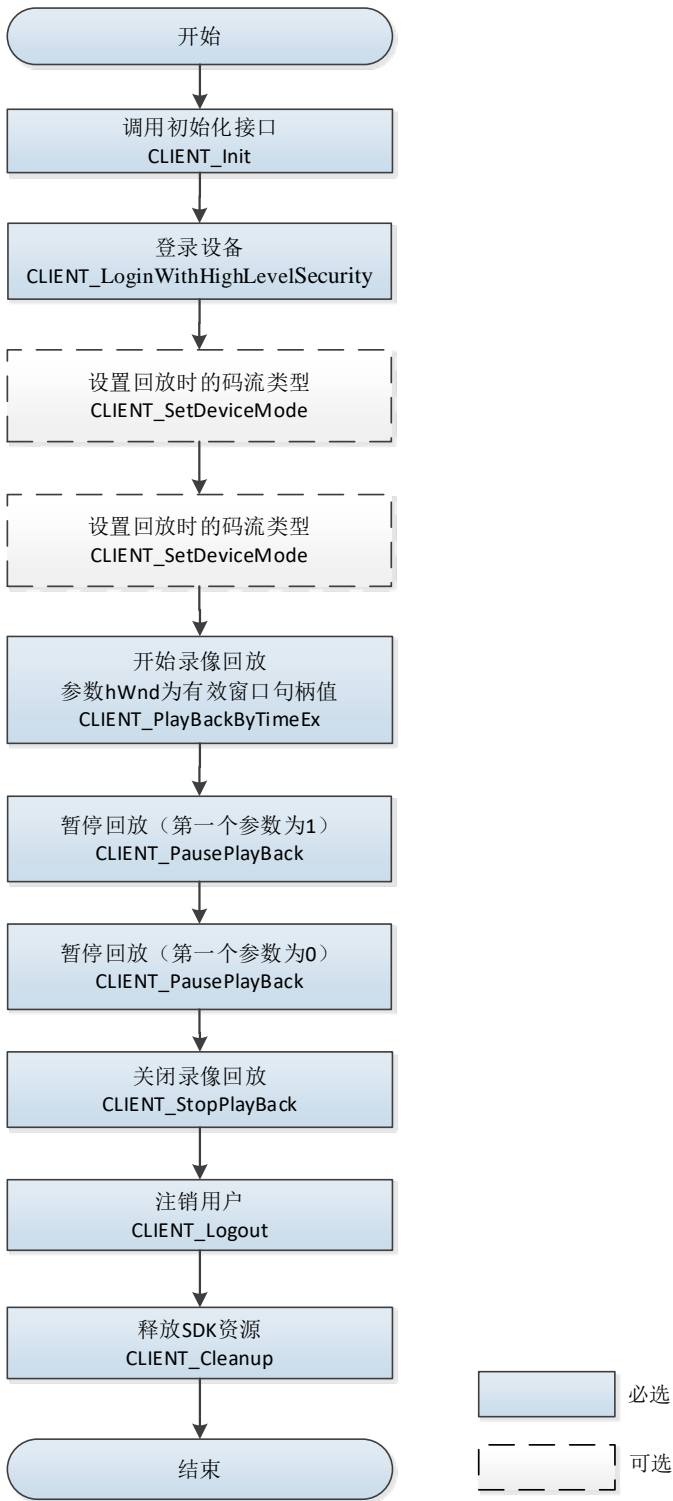 开始
调用初始化接口
CLIENT_Init
登录设备
CLIENT_LoginWithHighLevelSecurity
设置回放时的码流类型
CLIENT_SetDeviceMode
设置回放时的码流类型
CLIENT_SetDeviceMode
开始录像回放
参数hWnd为有效窗口句柄值
CLIENT_PlayBackByTimeEx
暂停回放（第一个参数为1）
CLIENT_PausePlayBack
暂停回放（第一个参数为0）
CLIENT_PausePlayBack
关闭录像回放
CLIENT_StopPlayBack
注销用户
CLIENT_Logout
释放SDK资源
CLIENT_Cleanup
结束
必选
可选